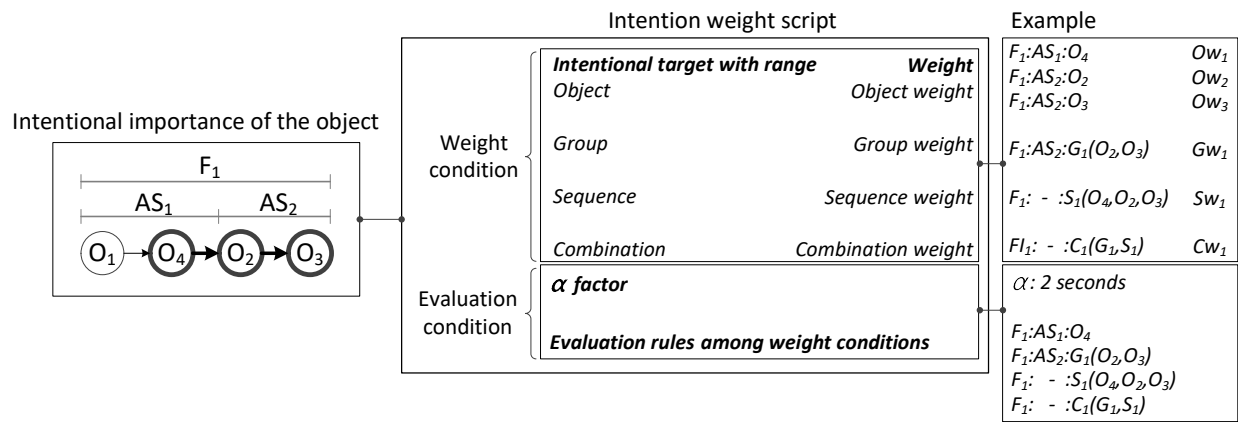 Intention weight script
Example
Intentional importance of the object
F₁
AS₁ AS₂
O₁ O₄ O₂ O₃
Weight
condition
Intentional target with range Weight
Object Object weight
Group Group weight
Sequence Sequence weight
Combination Combination weight
Evaluation
condition
α factor
Evaluation rules among weight conditions
F₁:AS₁:O₄ Ow₁
F₁:AS₂:O₂ Ow₂
F₁:AS₂:O₃ Ow₃
F₁:AS₂:G₁(O₂,O₃) Gw₁
F₁: - :S₁(O₄,O₂,O₃) Sw₁
FI₁: - :C₁(G₁,S₁) Cw₁
α: 2 seconds
F₁:AS₁:O₄
F₁:AS₂:G₁(O₂,O₃)
F₁: - :S₁(O₄,O₂,O₃)
F₁: - :C₁(G₁,S₁)